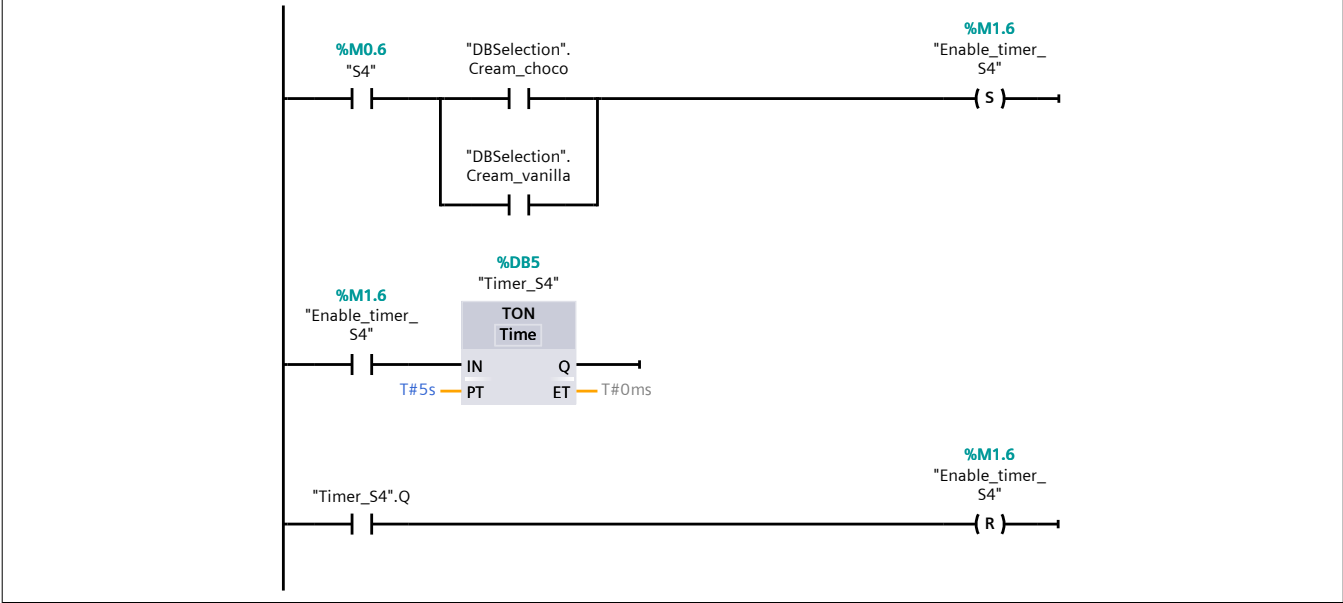 %M0.6
"S4"
"DBSelection".
Cream_choco
%M1.6
"Enable_timer_
S4"
S
"DBSelection".
Cream_vanilla
%DB5
"Timer_S4"
%M1.6
"Enable_timer_
S4"
TON
Time
IN Q
T#5s PT ET T#0ms
"Timer_S4".Q
%M1.6
"Enable_timer_
S4"
R